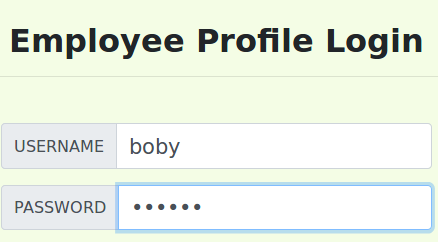 Employee Profile Login
USERNAME boby
PASSWORD ••••••